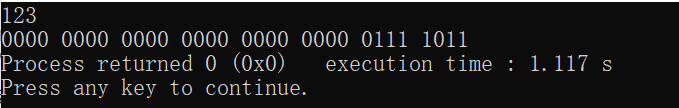 123
0000 0000 0000 0000 0000 0000 0111 1011
Process returned 0 (0x0)   execution time : 1.117 s
Press any key to continue.